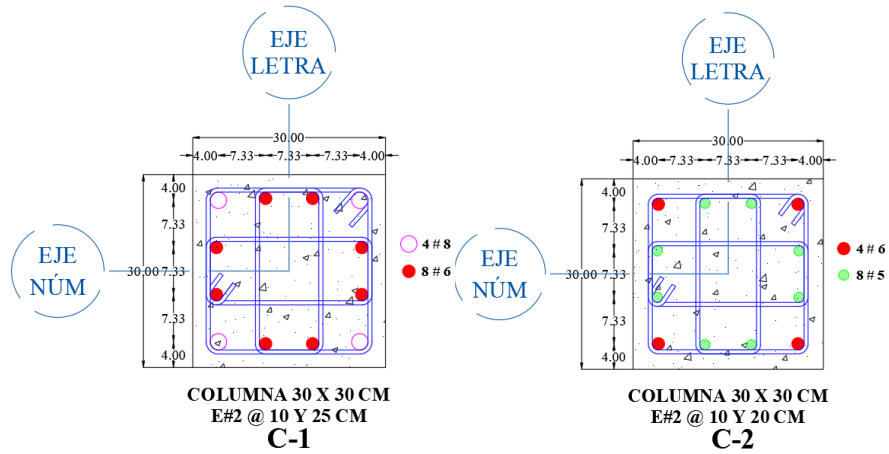 EJE
LETRA
30.00
4.00 7.33 7.33 7.33 4.00
4.00
7.33
30.00 7.33
7.33
4.00
EJE
NÚM
4 # 8
8 # 6
COLUMNA 30 X 30 CM
E#2 @ 10 Y 25 CM
C-1
EJE
LETRA
30.00
4.00 7.33 7.33 7.33 4.00
4.00
7.33
30.00 7.33
7.33
4.00
EJE
NÚM
4 # 6
8 # 5
COLUMNA 30 X 30 CM
E#2 @ 10 Y 20 CM
C-2